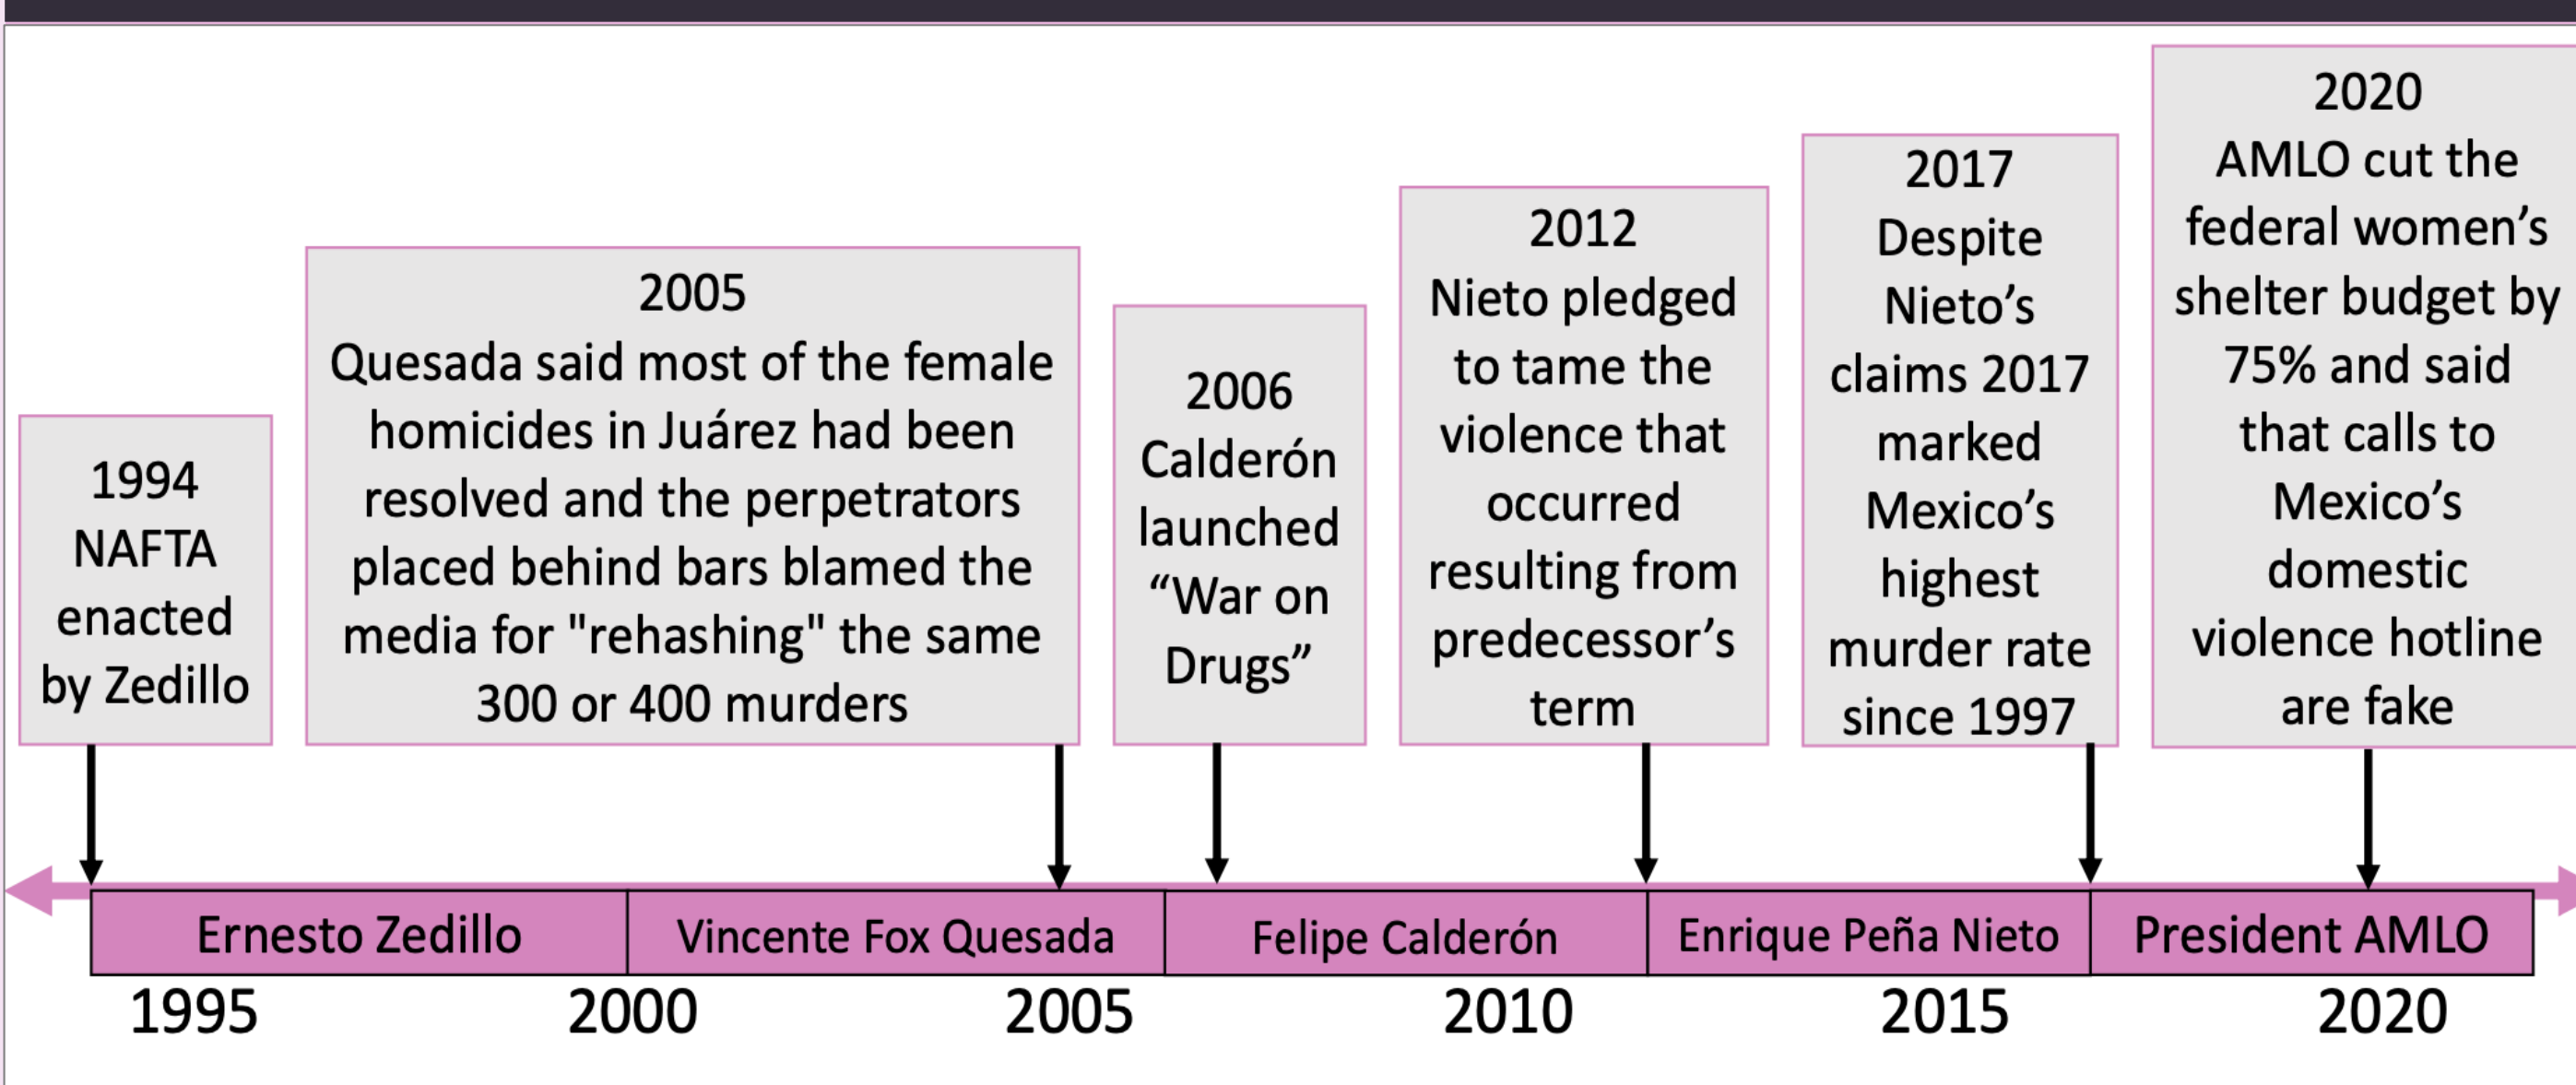 1994
NAFTA
enacted
by Zedillo
2005
Quesada said most of the female
homicides in Juárez had been
resolved and the perpetrators
placed behind bars blamed the
media for "rehashing" the same
300 or 400 murders
2006
Calderón
launched
“War on
Drugs”
2012
Nieto pledged
to tame the
violence that
occurred
resulting from
predecessor’s
term
2017
Despite
Nieto’s
claims 2017
marked
Mexico’s
highest
murder rate
since 1997
2020
AMLO cut the
federal women’s
shelter budget by
75% and said
that calls to
Mexico’s
domestic
violence hotline
are fake
Ernesto Zedillo
Vincente Fox Quesada
Felipe Calderón
Enrique Peña Nieto
President AMLO
1995
2000
2005
2010
2015
2020